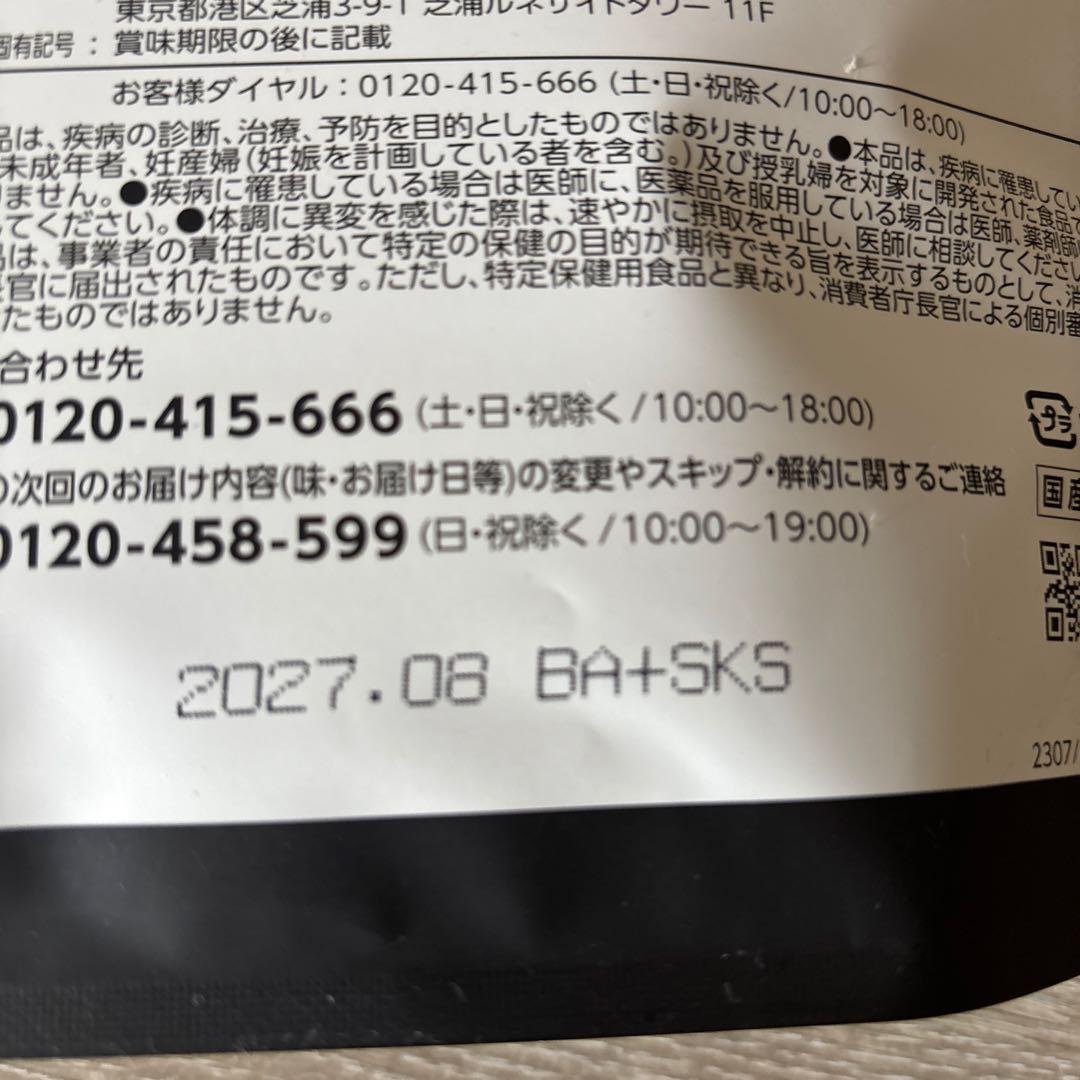 東京都港区芝浦3-9-1 芝浦ルネサイトタワー 11F
固有記号 : 賞味期限の後に記載
お客様ダイヤル : 0120-415-666 (土・日・祝除く/10:00〜18:00)
品は、疾病の診断、治療、予防を目的としたものではありません。●本品は、疾病に罹患してい
未成年者、妊産婦(妊娠を計画している者を含む。)及び授乳婦を対象に開発された食品で
ません。●疾病に罹患している場合は医師に、医薬品を服用している場合は医師、薬剤師
てください。●体調に異変を感じた際は、速やかに摂取を中止し、医師に相談してください
品は、事業者の責任において特定の保健の目的が期待できる旨を表示するものとして、消
長官に届出されたものです。ただし、特定保健用食品と異なり、消費者庁長官による個別審
たものではありません。
合わせ先
0120-415-666 (土・日・祝除く/10:00〜18:00)
の次回のお届け内容(味・お届け日等)の変更やスキップ・解約に関するご連絡
0120-458-599 (日・祝除く/10:00〜19:00)
プラ
国産
2027.08 BA+SKS
2307/